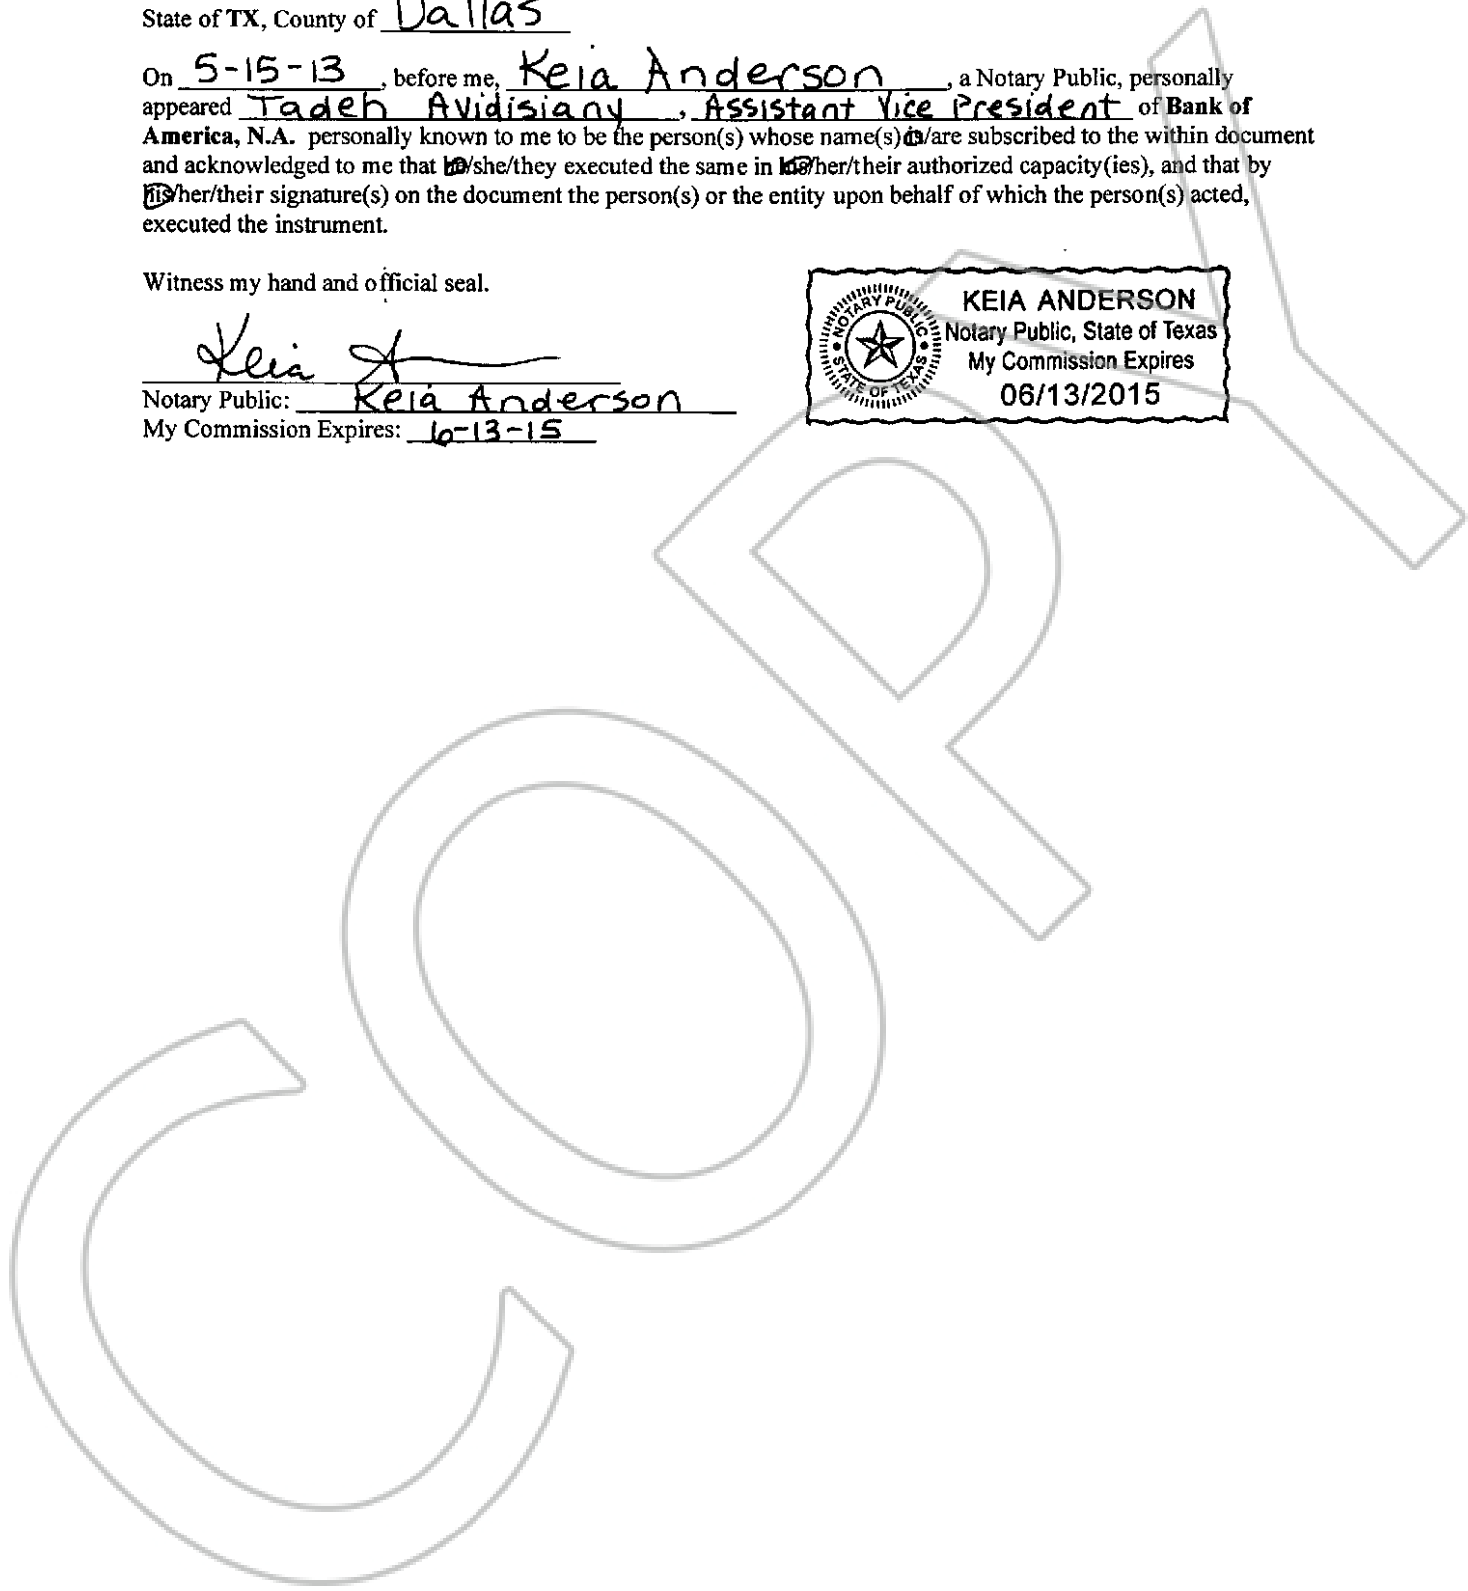 State of TX, County of Dallas
On 5-15-13, before me, Keia Anderson, a Notary Public, personally
appeared Tadeh Avidisiany, Assistant Vice President of Bank of
America, N.A. personally known to me to be the person(s) whose name(s) is/are subscribed to the within document
and acknowledged to me that he/she/they executed the same in his/her/their authorized capacity(ies), and that by
his/her/their signature(s) on the document the person(s) or the entity upon behalf of which the person(s) acted,
executed the instrument.
Witness my hand and official seal.
Keia A
Notary Public: Keia Anderson
My Commission Expires: 6-13-15
NOTARY PUBLIC
STATE OF TEXAS
KEIA ANDERSON
Notary Public, State of Texas
My Commission Expires
06/13/2015
COPY